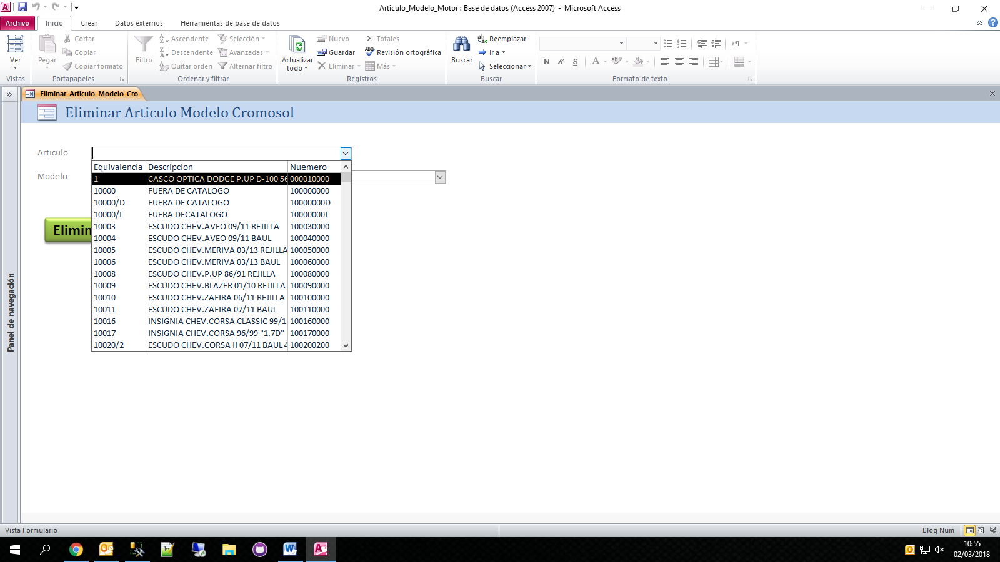 Articulo_Modelo_Motor : Base de datos (Access 2007) - Microsoft Access
Archivo Inicio Crear Datos externos Herramientas de base de datos
Ver
Vistas
Pegar
Cortar
Copiar
Copiar formato
Portapapeles
Filtro
Ascendente
Descendente
Quitar orden
Selección
Avanzadas
Alternar filtro
Ordenar y filtrar
Actualizar
todo
Nuevo
Guardar
Eliminar
Totales
Revisión ortográfica
Más
Registros
Buscar
Reemplazar
Ir a
Seleccionar
Buscar
N K S
Formato de texto
Eliminar_Articulo_Modelo_Cro
Eliminar Articulo Modelo Cromosol
Panel de navegación
Articulo
Modelo
Elimin
Equivalencia Descripcion Nuemero
1 CASCO OPTICA DODGE P.UP D-100 56 000010000
10000 FUERA DE CATALOGO 100000000
10000/D FUERA DE CATALOGO 10000000D
10000/I FUERA DECATALOGO 10000000I
10003 ESCUDO CHEV.AVEO 09/11 REJILLA 100030000
10004 ESCUDO CHEV.AVEO 09/11 BAUL 100040000
10005 ESCUDO CHEV.MERIVA 03/13 REJILLA 100050000
10006 ESCUDO CHEV.MERIVA 03/13 BAUL 100060000
10008 ESCUDO CHEV.P.UP 86/91 REJILLA 100080000
10009 ESCUDO CHEV.BLAZER 01/10 REJILLA 100090000
10010 ESCUDO CHEV.ZAFIRA 06/11 REJILLA 100100000
10011 ESCUDO CHEV.ZAFIRA 07/11 BAUL 100110000
10016 INSIGNIA CHEV.CORSA CLASSIC 99/1 100160000
10017 INSIGNIA CHEV.CORSA 96/99 "1.7D" 100170000
10020/2 ESCUDO CHEV.CORSA II 07/11 BAUL 4 100200200
Vista Formulario
Bloq Num
10:55
02/03/2018